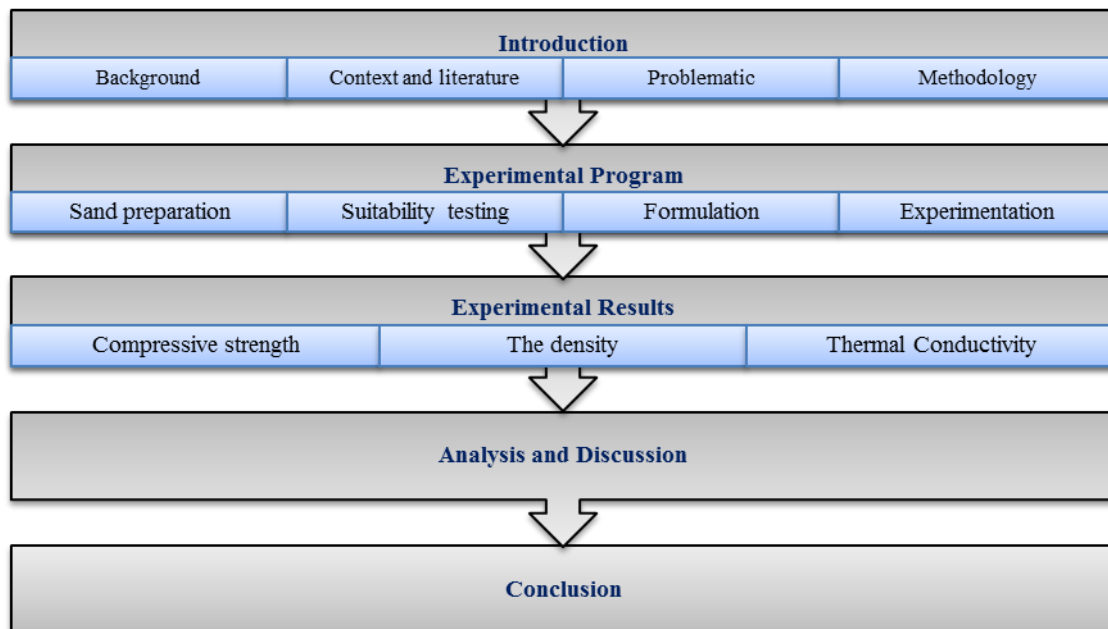 Introduction
Background
Context and literature
Problematic
Methodology
Experimental Program
Sand preparation
Suitability testing
Formulation
Experimentation
Experimental Results
Compressive strength
The density
Thermal Conductivity
Analysis and Discussion
Conclusion